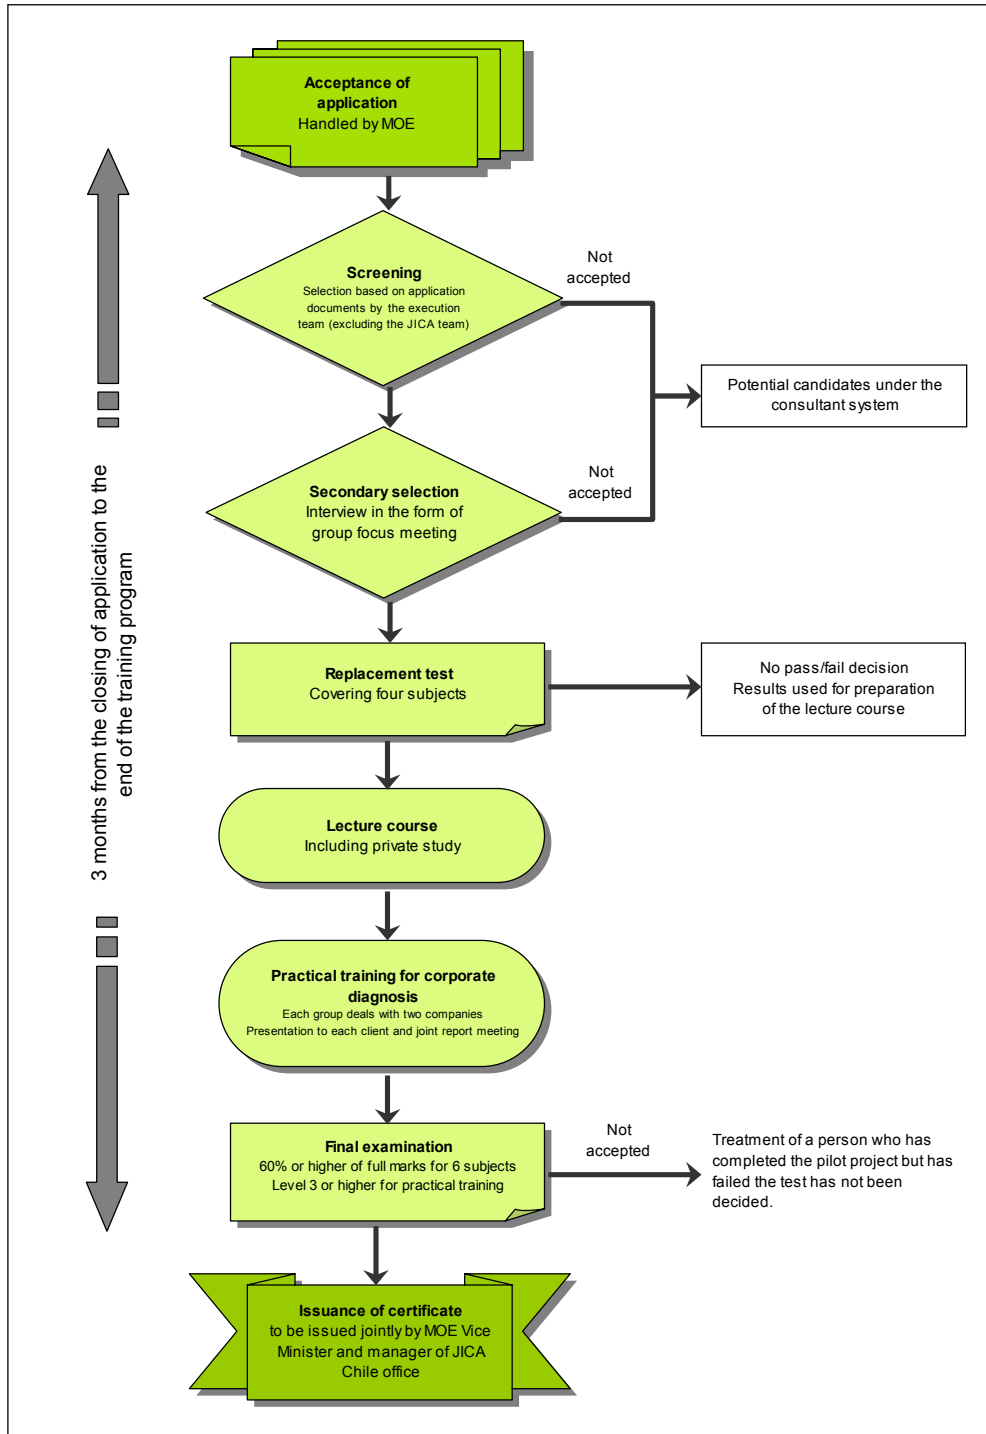 Acceptance of
application
Handled by MOE
Screening
Selection based on application
documents by the execution
team (excluding the JICA team)
Not
accepted
Potential candidates under the
consultant system
Secondary selection
Interview in the form of
group focus meeting
Not
accepted
3 months from the closing of application to the
end of the training program
Replacement test
Covering four subjects
No pass/fail decision
Results used for preparation
of the lecture course
Lecture course
Including private study
Practical training for corporate
diagnosis
Each group deals with two companies
Presentation to each client and joint report meeting
Final examination
60% or higher of full marks for 6 subjects
Level 3 or higher for practical training
Not
accepted
Treatment of a person who has
completed the pilot project but has
failed the test has not been
decided.
Issuance of certificate
to be issued jointly by MOE Vice
Minister and manager of JICA
Chile office